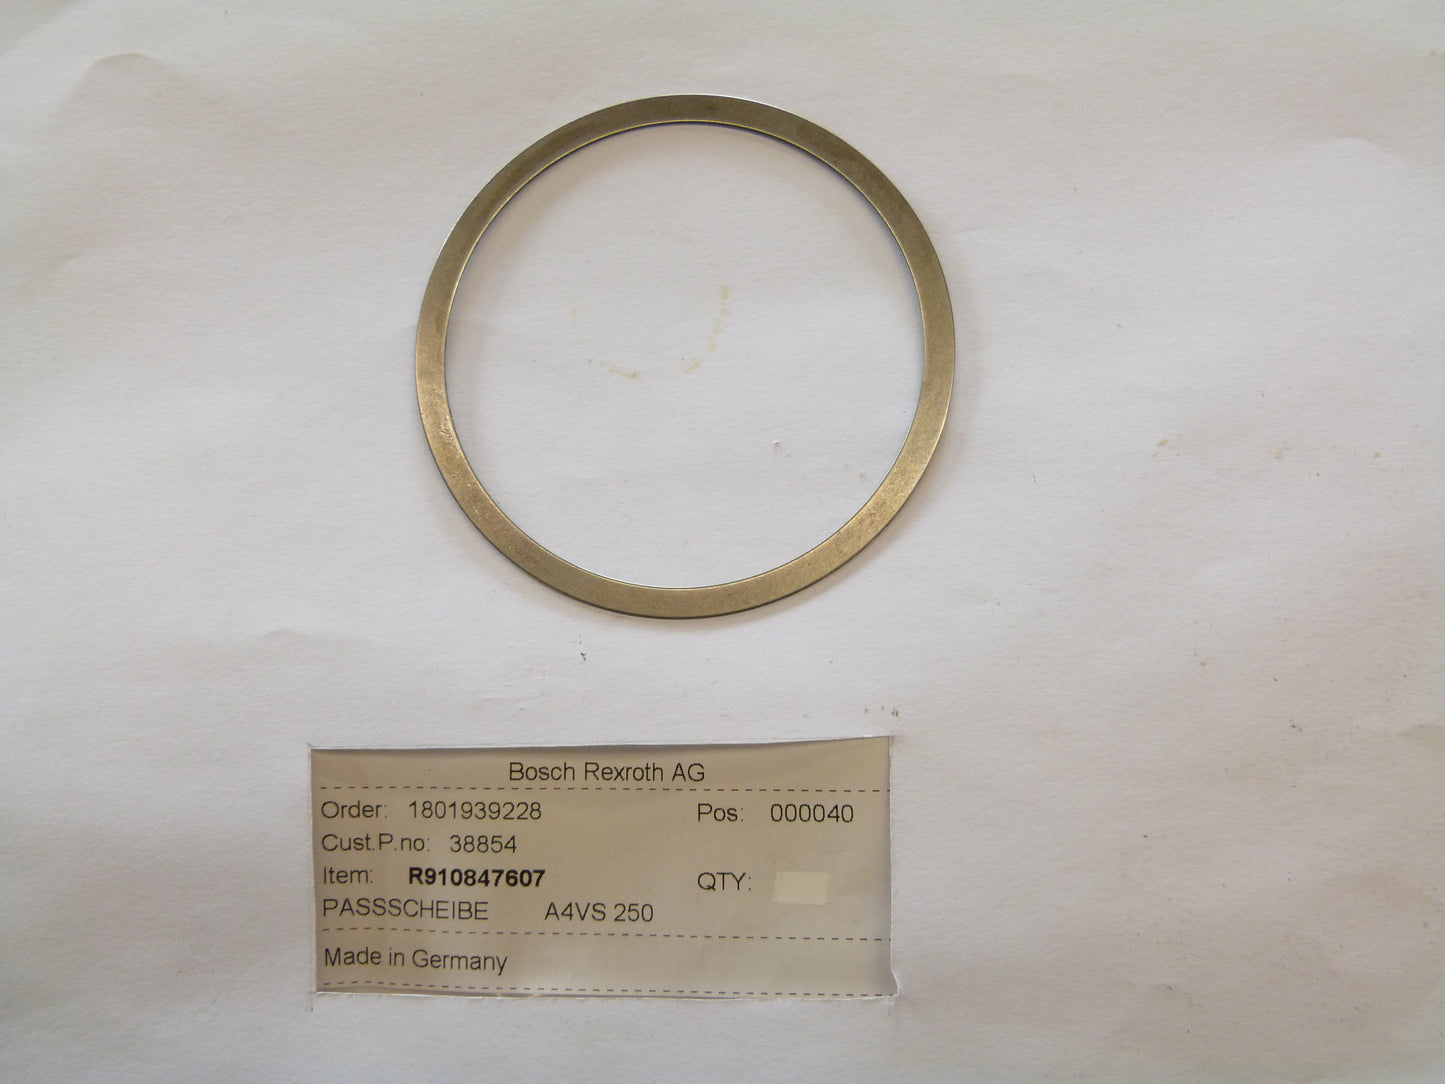 Bosch Rexroth AG
Order: 1801939228 Pos: 000040
Cust.P.no: 38854
Item: R910847607 QTY:
PASSSCHEIBE A4VS 250
Made in Germany